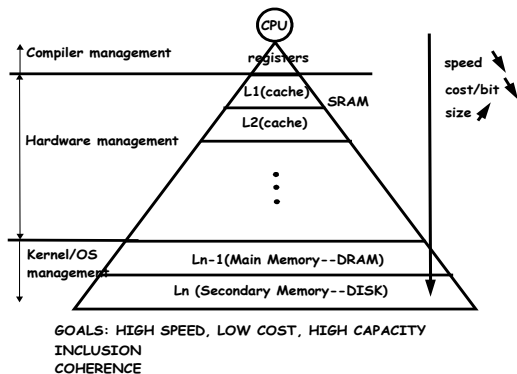 CPU
Compiler management
registers
speed
cost/bit
size
L1(cache)
SRAM
L2(cache)
Hardware management
Kernel/OS
management
Ln-1(Main Memory--DRAM)
Ln (Secondary Memory--DISK)
GOALS: HIGH SPEED, LOW COST, HIGH CAPACITY
INCLUSION
COHERENCE